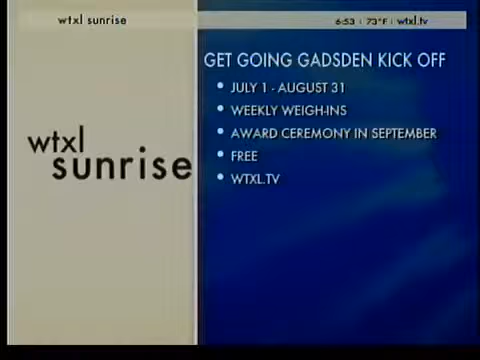 wtxl sunrise
6:53 | 73°F | wtxl.tv
GET GOING GADSDEN KICK OFF
• JULY 1 - AUGUST 31
• WEEKLY WEIGH-INS
• AWARD CEREMONY IN SEPTEMBER
• FREE
• WTXL.TV
wtxl
sunrise